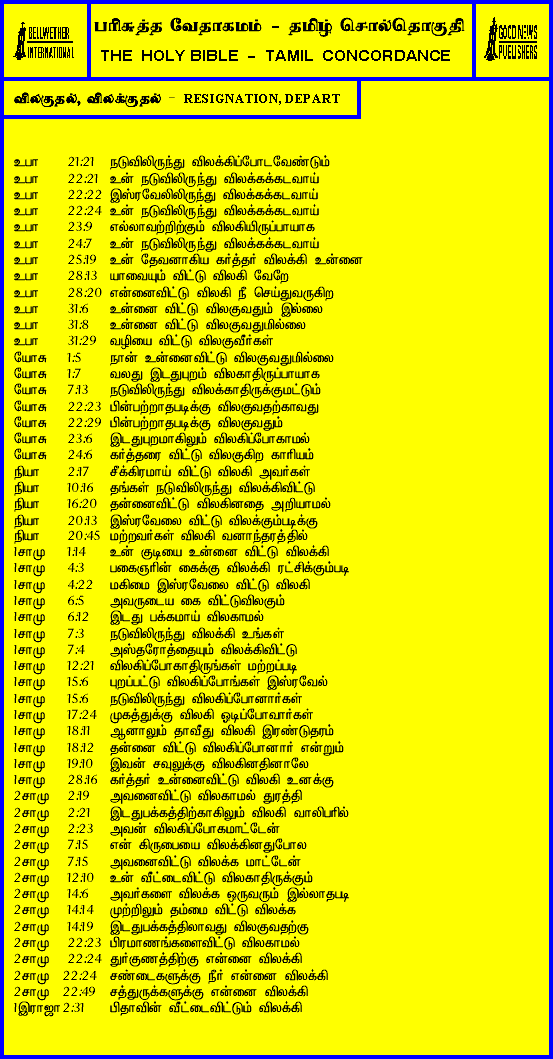 BELLWETHER
INTERNATIONAL
பரிசுத்த வேதாகமம் - தமிழ் சொல்தொகுதி
THE HOLY BIBLE - TAMIL CONCORDANCE
GOOD NEWS
PUBLISHERS
விலகுதல், விலக்குதல் - RESIGNATION, DEPART
உபா 21:21 நடுவிலிருந்து விலக்கிப்போடவேண்டும்
உபா 22:21 உன் நடுவிலிருந்து விலக்கக்கடவாய்
உபா 22:22 இஸ்ரவேலிலிருந்து விலக்கக்கடவாய்
உபா 22:24 உன் நடுவிலிருந்து விலக்கக்கடவாய்
உபா 23:9 எல்லாவற்றிற்கும் விலகியிருப்பாயாக
உபா 24:7 உன் நடுவிலிருந்து விலக்கக்கடவாய்
உபா 25:19 உன் தேவனாகிய கர்த்தர் விலக்கி உன்னை
உபா 28:13 யாவையும் விட்டு விலகி வேறே
உபா 28:20 என்னைவிட்டு விலகி நீ செய்துவருகிற
உபா 31:6 உன்னை விட்டு விலகுவதும் இல்லை
உபா 31:8 உன்னை விட்டு விலகுவதுமில்லை
உபா 31:29 வழியை விட்டு விலகுவீர்கள்
யோசு 1:5 நான் உன்னைவிட்டு விலகுவதுமில்லை
யோசு 1:7 வலது இடதுபுறம் விலகாதிருப்பாயாக
யோசு 7:13 நடுவிலிருந்து விலக்காதிருக்குமட்டும்
யோசு 22:23 பின்பற்றாதபடிக்கு விலகுவதற்காவது
யோசு 22:29 பின்பற்றாதபடிக்கு விலகுவதும்
யோசு 23:6 இடதுபுறமாகிலும் விலகிப்போகாமல்
யோசு 24:6 கர்த்தரை விட்டு விலகுகிற காரியம்
நியா 2:17 சீக்கிரமாய் விட்டு விலகி அவர்கள்
நியா 10:16 தங்கள் நடுவிலிருந்து விலக்கிவிட்டு
நியா 16:20 தன்னைவிட்டு விலகினதை அறியாமல்
நியா 20:13 இஸ்ரவேலை விட்டு விலக்கும்படிக்கு
நியா 20:45 மற்றவர்கள் விலகி வனாந்தரத்தில்
1சாமு 1:14 உன் குடியை உன்னை விட்டு விலக்கி
1சாமு 4:3 பகைஞரின் கைக்கு விலக்கி ரட்சிக்கும்படி
1சாமு 4:22 மகிமை இஸ்ரவேலை விட்டு விலகி
1சாமு 6:5 அவருடைய கை விட்டுவிலகும்
1சாமு 6:12 இடது பக்கமாய் விலகாமல்
1சாமு 7:3 நடுவிலிருந்து விலக்கி உங்கள்
1சாமு 7:4 அஸ்தரோத்தையும் விலக்கிவிட்டு
1சாமு 12:21 விலகிப்போகாதிருங்கள் மற்றப்படி
1சாமு 15:6 புறப்பட்டு விலகிப்போங்கள் இஸ்ரவேல்
1சாமு 15:6 நடுவிலிருந்து விலகிப்போனார்கள்
1சாமு 17:24 முகத்துக்கு விலகி ஓடிப்போவார்கள்
1சாமு 18:11 ஆனாலும் தாவீது விலகி இரண்டுதரம்
1சாமு 18:12 தன்னை விட்டு விலகிப்போனார் என்றும்
1சாமு 19:10 இவன் சவுலுக்கு விலகினதினாலே
1சாமு 28:16 கர்த்தர் உன்னைவிட்டு விலகி உனக்கு
2சாமு 2:19 அவனைவிட்டு விலகாமல் துரத்தி
2சாமு 2:21 இடதுபக்கத்திற்காகிலும் விலகி வாலிபரில்
2சாமு 2:23 அவன் விலகிப்போகமாட்டேன்
2சாமு 7:15 என் கிருபையை விலக்கினதுபோல
2சாமு 7:15 அவனைவிட்டு விலக்க மாட்டேன்
2சாமு 12:10 உன் வீட்டைவிட்டு விலகாதிருக்கும்
2சாமு 14:6 அவர்களை விலக்க ஒருவரும் இல்லாதபடி
2சாமு 14:14 முற்றிலும் தம்மை விட்டு விலக்க
2சாமு 14:19 இடதுபக்கத்திலாவது விலகுவதற்கு
2சாமு 22:23 பிரமாணங்களைவிட்டு விலகாமல்
2சாமு 22:24 துர்குணத்திற்கு என்னை விலக்கி
2சாமு 22:24 சண்டைகளுக்கு நீர் என்னை விலக்கி
2சாமு 22:49 சத்துருக்களுக்கு என்னை விலக்கி
1இராஜா 2:31 பிதாவின் வீட்டைவிட்டும் விலக்கி